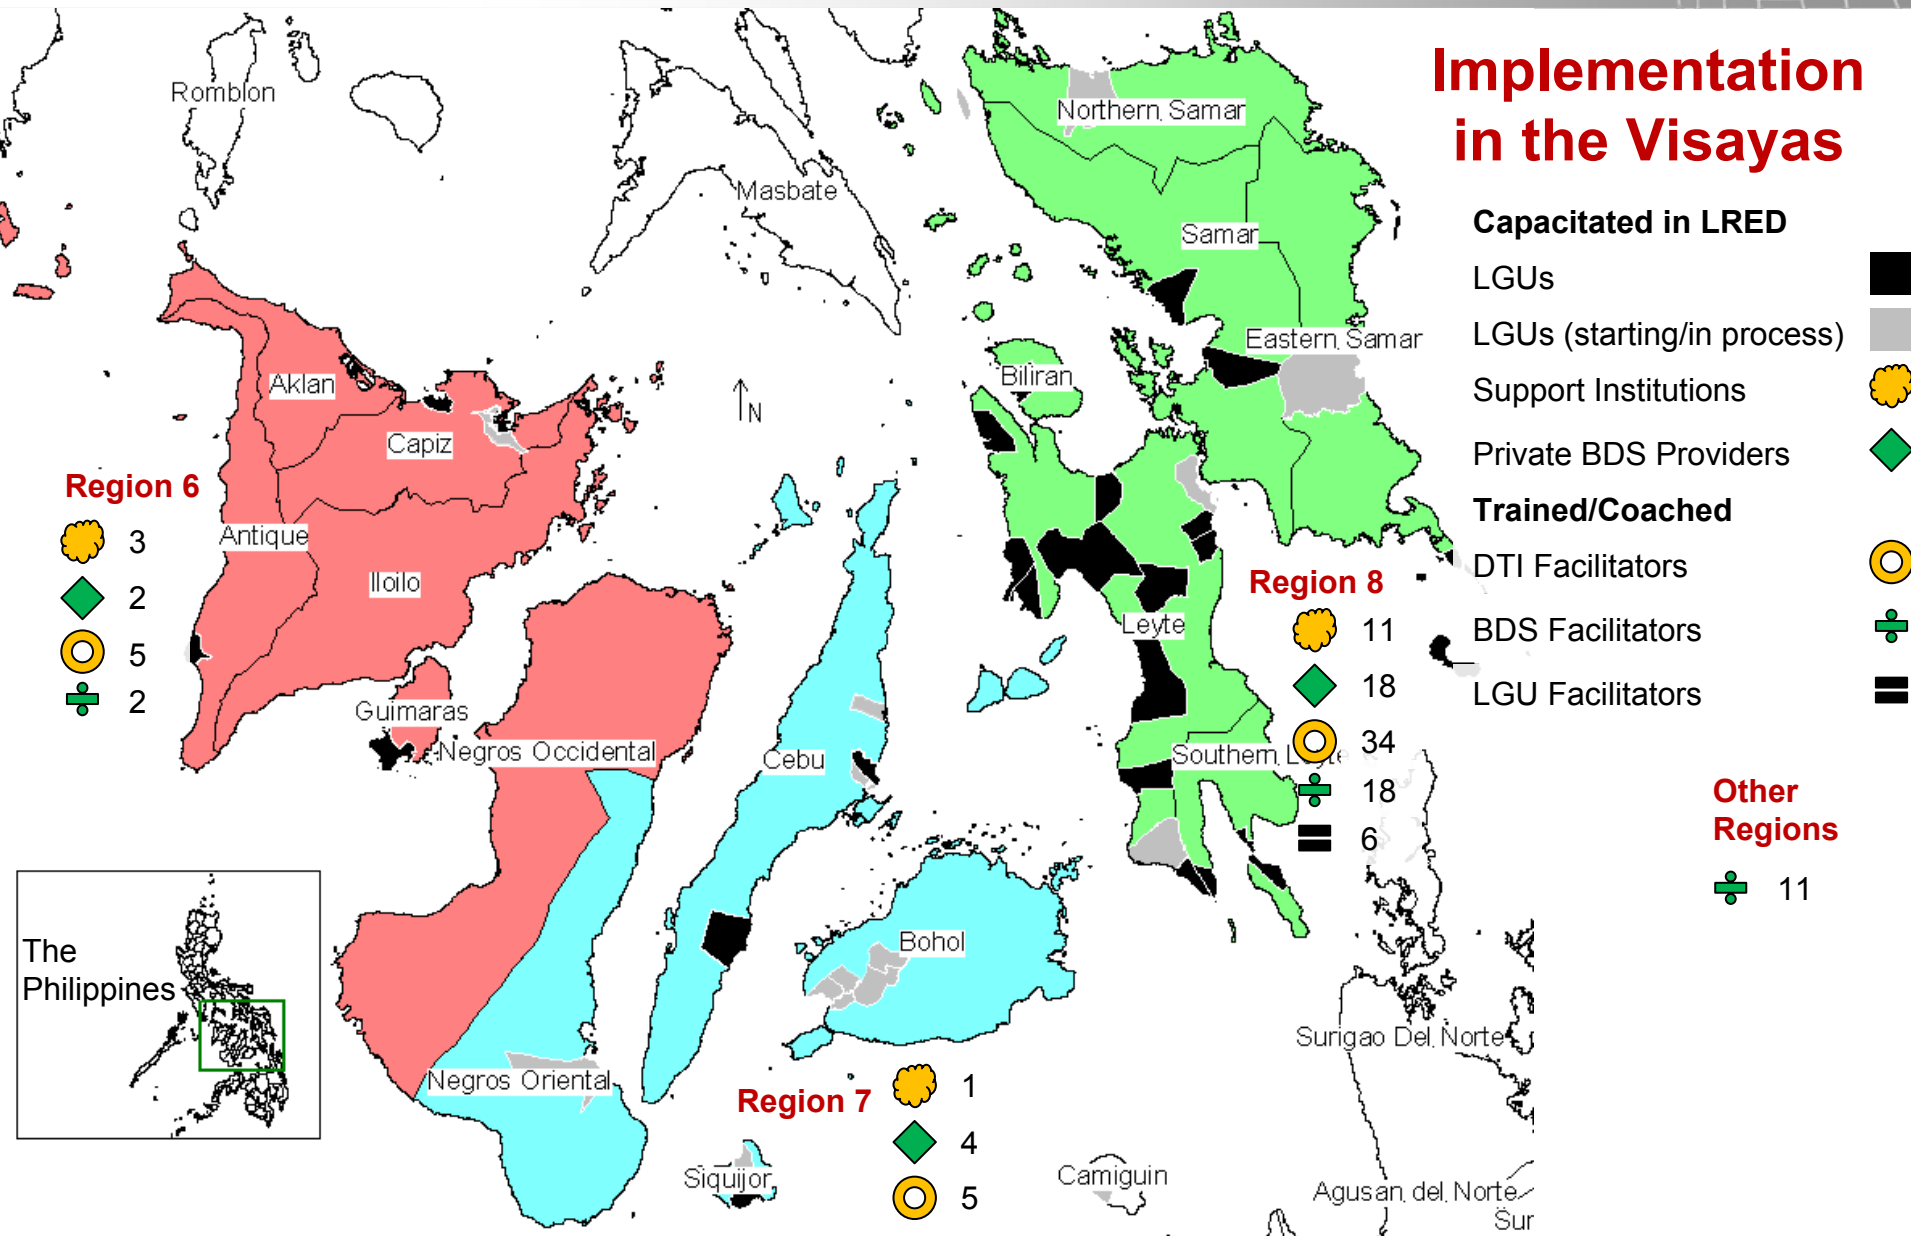 Implementation
in the Visayas
Romblon
Masbate
Northern Samar
Samar
Eastern Samar
Biliran
Aklan
Capiz
Antique
Iloilo
Guimaras
Negros Occidental
Cebu
Leyte
Southern Leyte
Bohol
Negros Oriental
Siquijor
Camiguin
Surigao Del Norte
Agusan del Norte
Sur
N
Capacitated in LRED
LGUs
LGUs (starting/in process)
Support Institutions
Private BDS Providers
Trained/Coached
DTI Facilitators
BDS Facilitators
LGU Facilitators
Region 6
3
2
5
2
Region 8
11
18
34
18
6
Other
Regions
11
Region 7
1
4
5
The
Philippines